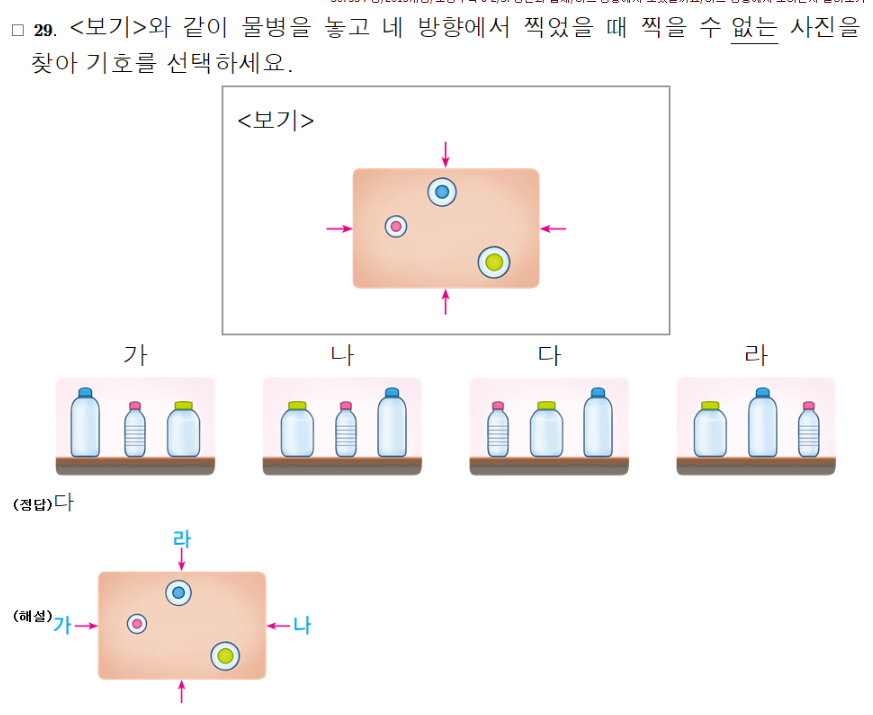 □ 29. <보기>와 같이 물병을 놓고 네 방향에서 찍었을 때 찍을 수 없는 사진을
찾아 기호를 선택하세요.
<보기>
가 나 다 라
(정답)다
라
(해설)가 나